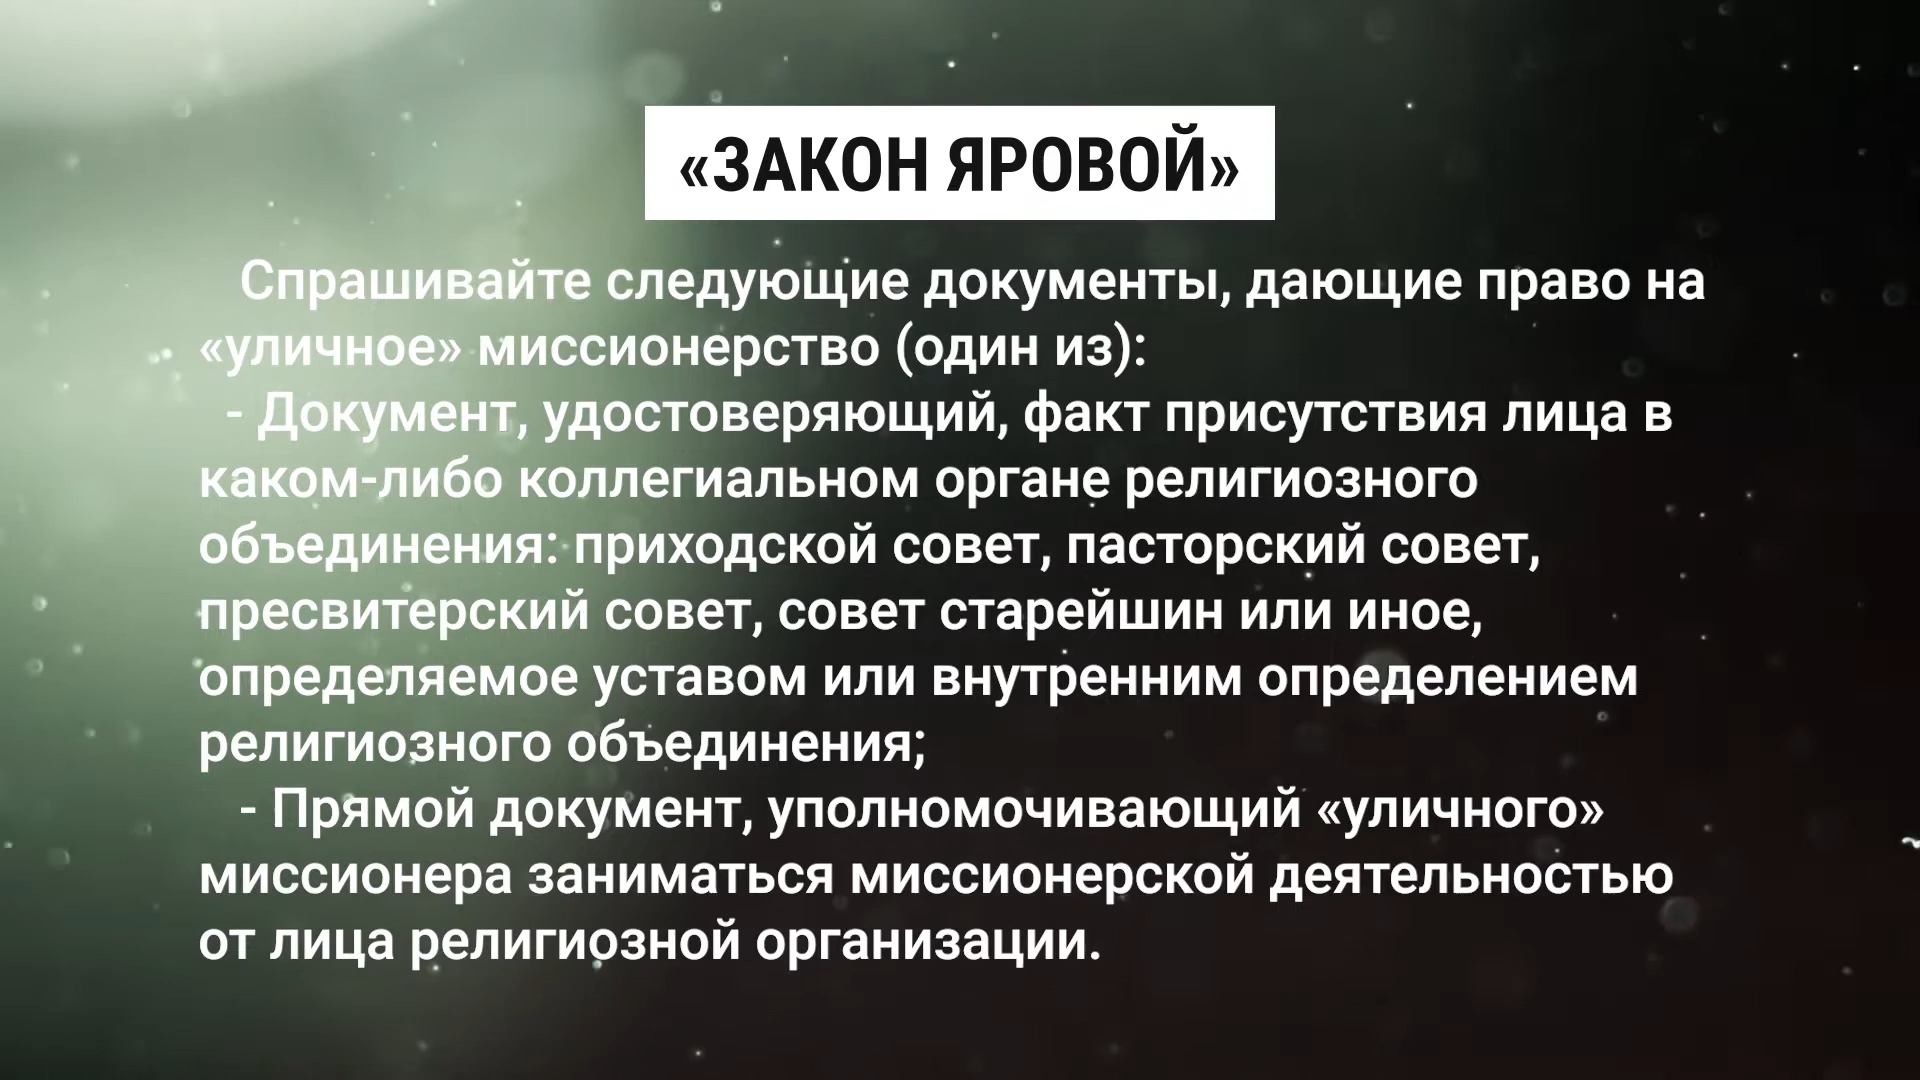 «ЗАКОН ЯРОВОЙ»
Спрашивайте следующие документы, дающие право на
«уличное» миссионерство (один из):
- Документ, удостоверяющий, факт присутствия лица в
каком-либо коллегиальном органе религиозного
объединения: приходской совет, пасторский совет,
пресвитерский совет, совет старейшин или иное,
определяемое уставом или внутренним определением
религиозного объединения;
- Прямой документ, уполномочивающий «уличного»
миссионера заниматься миссионерской деятельностью
от лица религиозной организации.